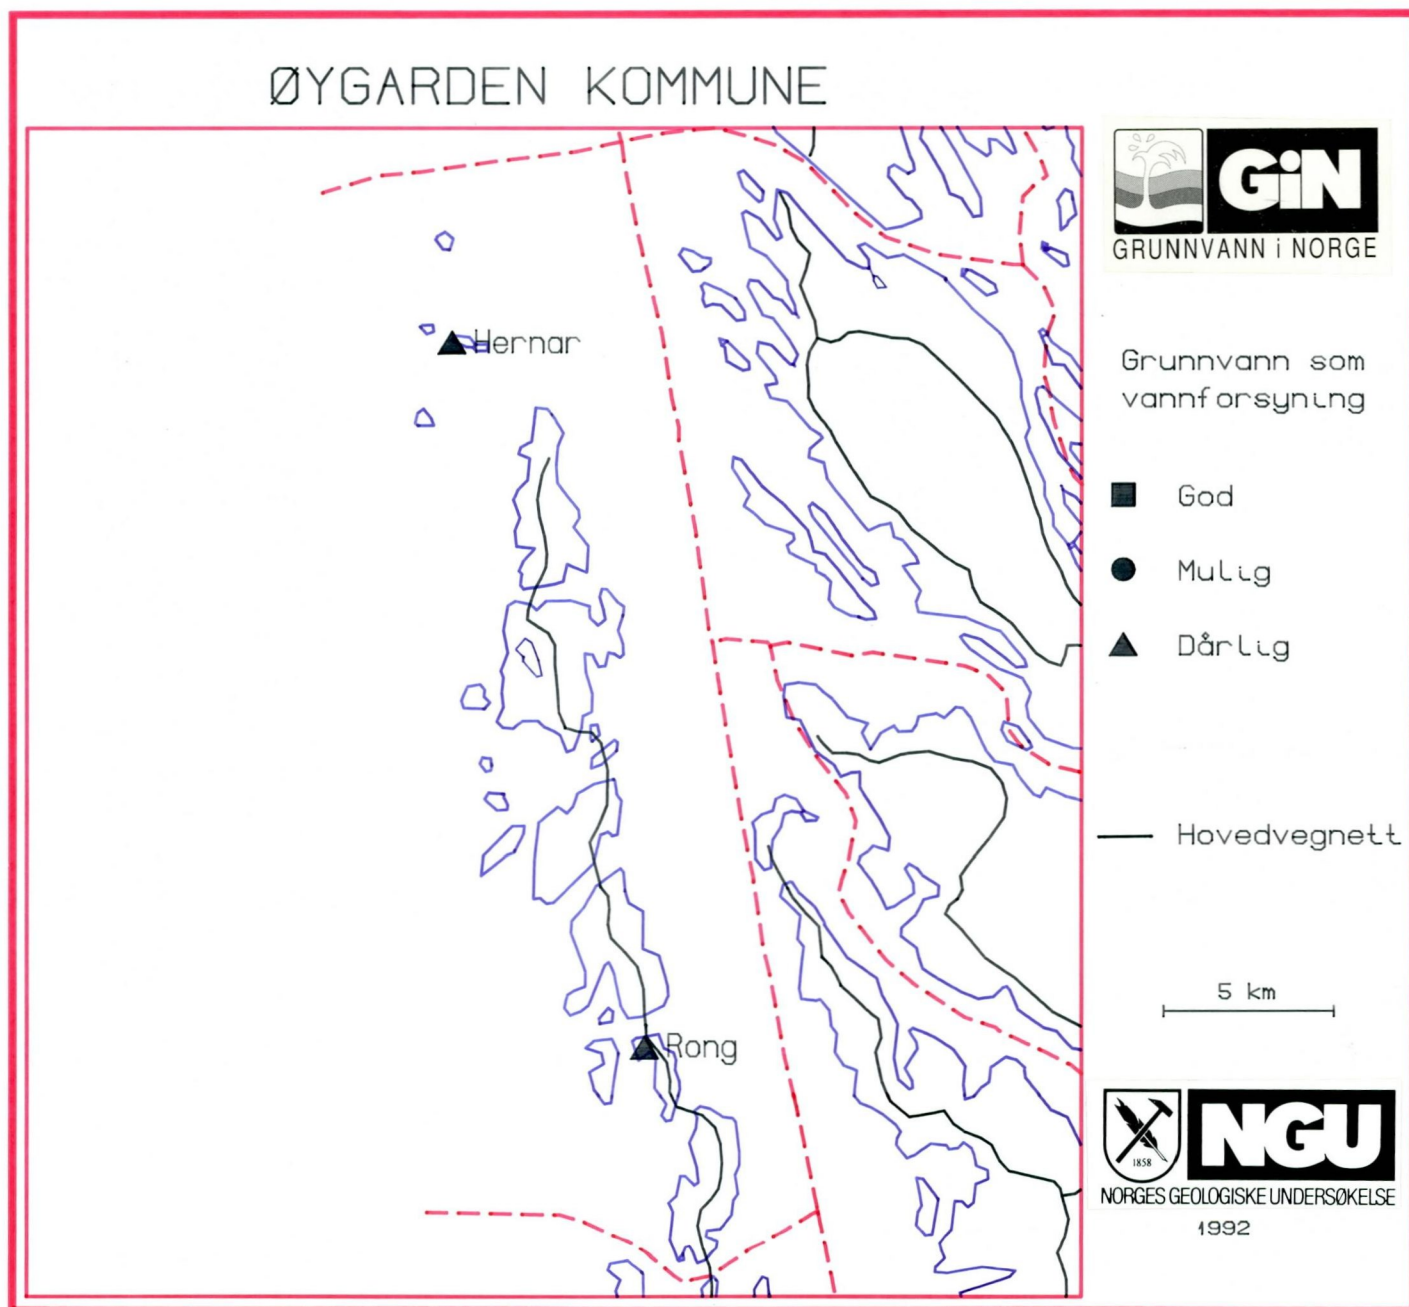 ØYGARDEN KOMMUNE
GiN
GRUNNVANN i NORGE
Hernar
Grunnvann som
vannforsyning
God
Mulig
Dårlig
Hovedvegnett
5 km
Rong
1858
NGU
NORGES GEOLOGISKE UNDERSØKELSE
1992